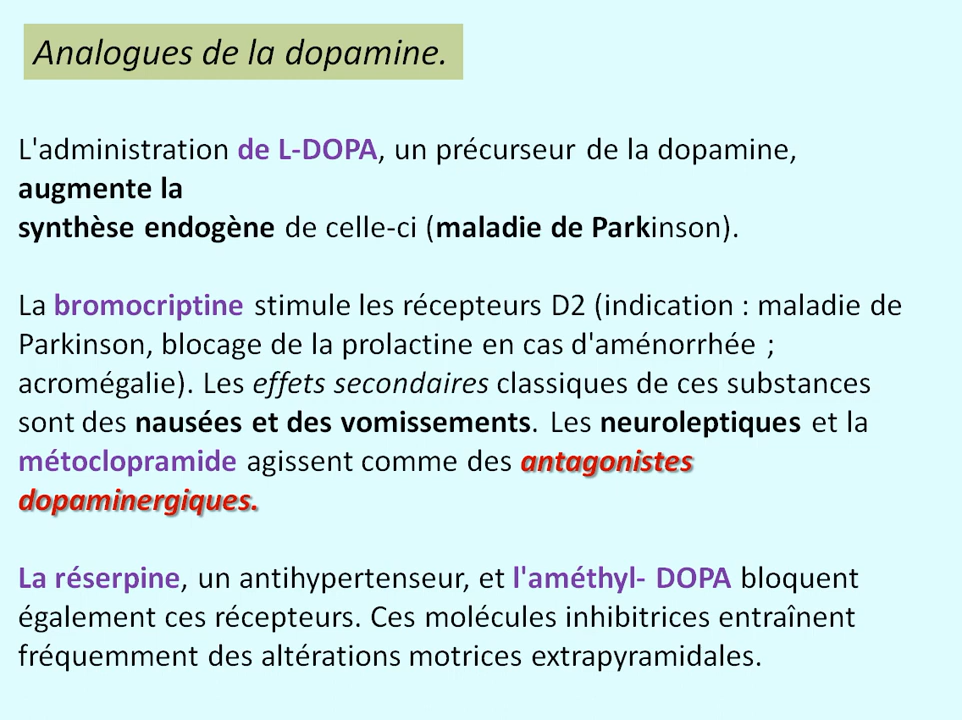 Analogues de la dopamine.
L'administration de L-DOPA, un précurseur de la dopamine,
augmente la
synthèse endogène de celle-ci (maladie de Parkinson).
La bromocriptine stimule les récepteurs D2 (indication : maladie de
Parkinson, blocage de la prolactine en cas d'aménorrhée ;
acromégalie). Les effets secondaires classiques de ces substances
sont des nausées et des vomissements. Les neuroleptiques et la
métoclopramide agissent comme des antagonistes
dopaminergiques.
La réserpine, un antihypertenseur, et l'améthyl- DOPA bloquent
également ces récepteurs. Ces molécules inhibitrices entraînent
fréquemment des altérations motrices extrapyramidales.